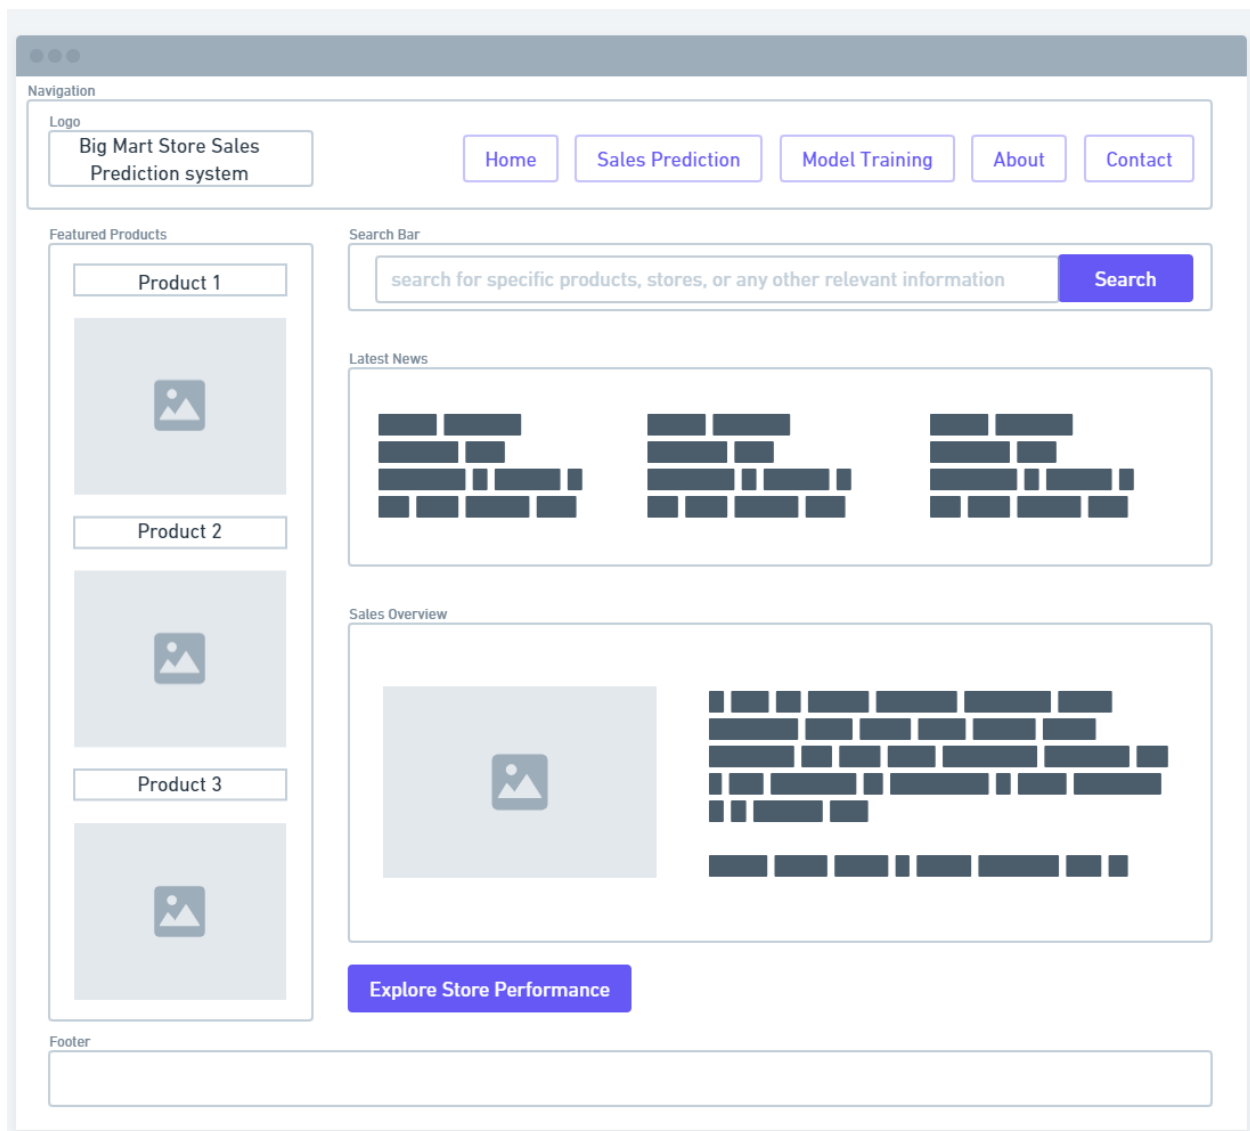 Navigation
Logo
Big Mart Store Sales
Prediction system
Home
Sales Prediction
Model Training
About
Contact
Featured Products
Product 1
Product 2
Product 3
Search Bar
search for specific products, stores, or any other relevant information
Search
Latest News
Sales Overview
Explore Store Performance
Footer